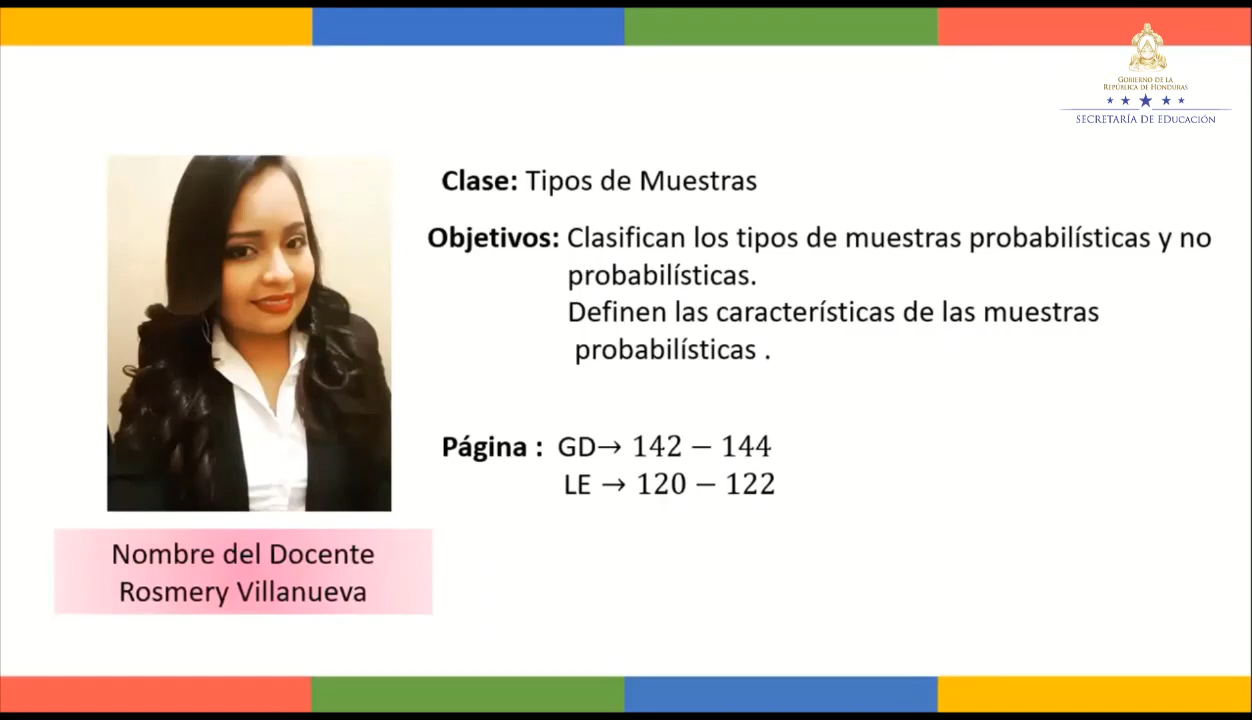 GOBIERNO DE LA
REPÚBLICA DE HONDURAS
SECRETARÍA DE EDUCACIÓN
Clase: Tipos de Muestras
Objetivos: Clasifican los tipos de muestras probabilísticas y no
probabilísticas.
Definen las características de las muestras
probabilísticas .
Página : GD→ 142 − 144
LE → 120 − 122
Nombre del Docente
Rosmery Villanueva